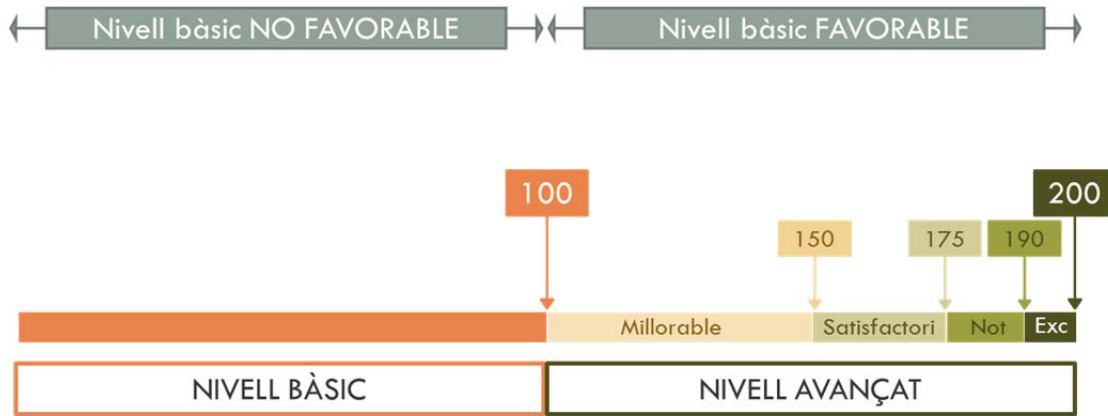 Nivell bàsic NO FAVORABLE
Nivell bàsic FAVORABLE
100
200
150
175
190
Millorable
Satisfactori
Not
Exc
NIVELL BÀSIC
NIVELL AVANÇAT